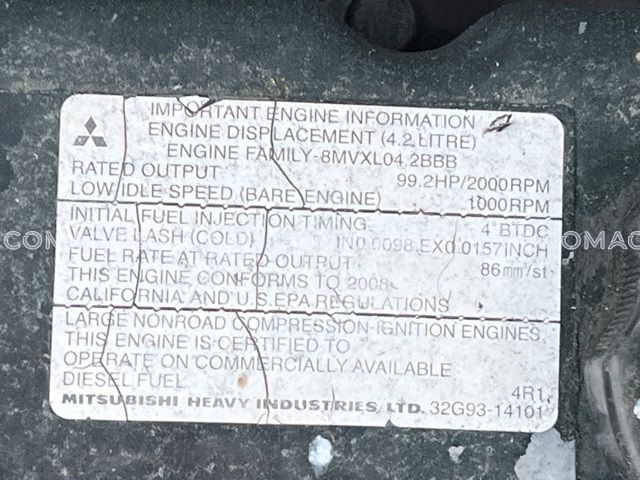 IMPORTANT ENGINE INFORMATION
ENGINE DISPLACEMENT (4.2 LITRE)
ENGINE FAMILY-8MVXL04.2BBB
RATED OUTPUT 99.2HP/2000RPM
LOW IDLE SPEED (BARE ENGINE) 1000RPM
INITIAL FUEL INJECTION TIMING 4°BTDC
VALVE LASH (COLD) IN0.0098, EX0.0157INCH
FUEL RATE AT RATED OUTPUT 86mm³/st
THIS ENGINE CONFORMS TO 2008
CALIFORNIA AND U.S.EPA REGULATIONS
LARGE NONROAD COMPRESSION-IGNITION ENGINES.
THIS ENGINE IS CERTIFIED TO
OPERATE ON COMMERCIALLY AVAILABLE
DIESEL FUEL. 4R1
MITSUBISHI HEAVY INDUSTRIES, LTD. 32G93-14101